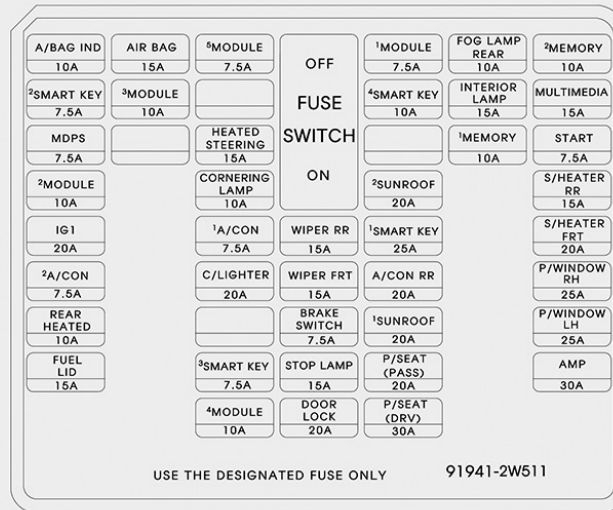 A/BAG IND
10A
AIR BAG
15A
⁵MODULE
7.5A
OFF
FUSE
SWITCH
ON
¹MODULE
7.5A
FOG LAMP
REAR
10A
²MEMORY
10A
²SMART KEY
7.5A
³MODULE
10A
⁴SMART KEY
10A
INTERIOR
LAMP
15A
MULTIMEDIA
15A
MDPS
7.5A
HEATED
STEERING
15A
¹MEMORY
10A
START
7.5A
²MODULE
10A
CORNERING
LAMP
10A
²SUNROOF
20A
S/HEATER
RR
15A
IG1
20A
¹A/CON
7.5A
WIPER RR
15A
¹SMART KEY
25A
S/HEATER
FRT
20A
²A/CON
7.5A
C/LIGHTER
20A
WIPER FRT
15A
A/CON RR
20A
P/WINDOW
RH
25A
REAR
HEATED
10A
BRAKE
SWITCH
7.5A
¹SUNROOF
20A
P/WINDOW
LH
25A
FUEL
LID
15A
³SMART KEY
7.5A
STOP LAMP
15A
P/SEAT
(PASS)
20A
AMP
30A
⁴MODULE
10A
DOOR
LOCK
20A
P/SEAT
(DRV)
30A
USE THE DESIGNATED FUSE ONLY
91941-2W511